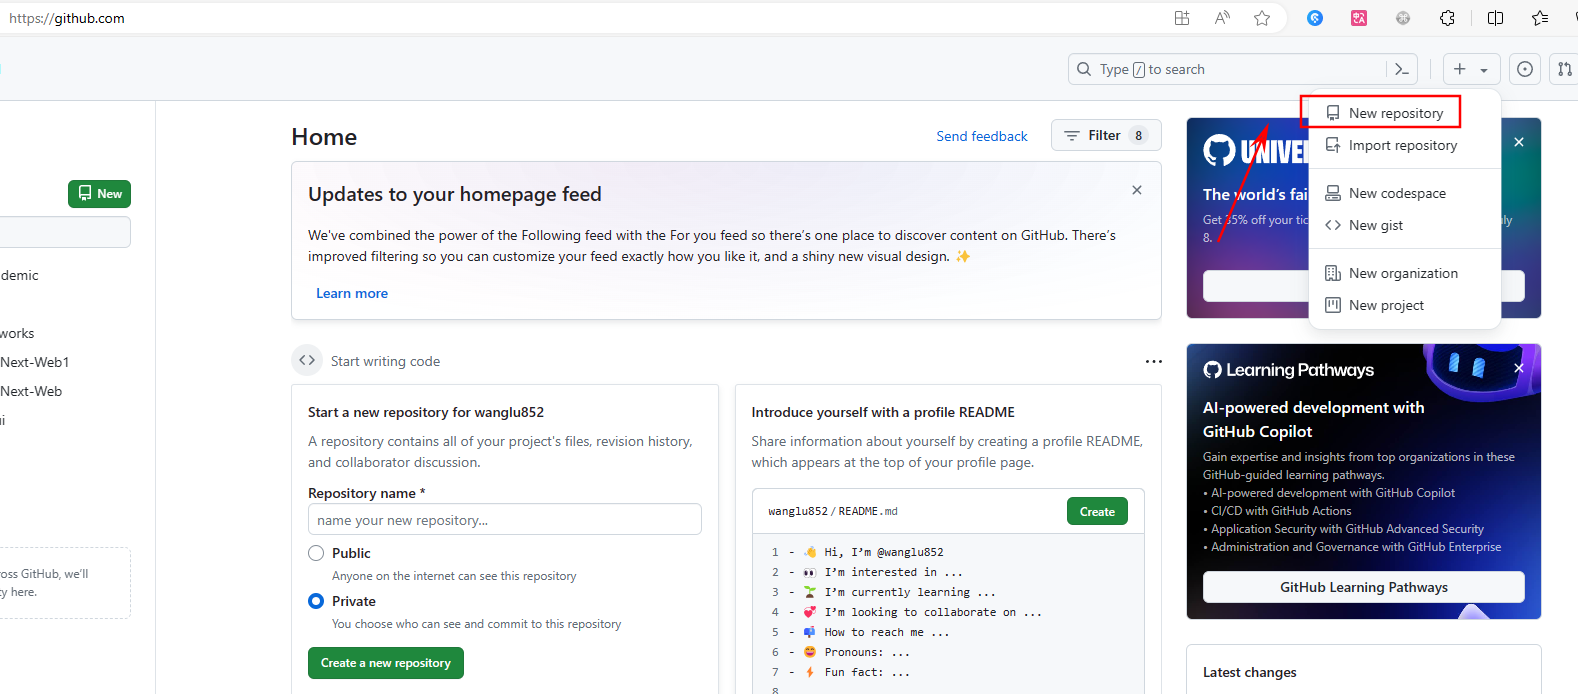 https://github.com
Type / to search
New repository
Import repository
New codespace
New gist
New organization
New project
New
demic
works
Next-Web1
Next-Web
ross GitHub, we'll
ty here.
Home
Send feedback
Filter 8
Updates to your homepage feed
We've combined the power of the Following feed with the For you feed so there's one place to discover content on GitHub. There's
improved filtering so you can customize your feed exactly how you like it, and a shiny new visual design. ✨
Learn more
Start writing code
Start a new repository for wanglu852
A repository contains all of your project's files, revision history,
and collaborator discussion.
Repository name *
name your new repository...
Public
Anyone on the internet can see this repository
Private
You choose who can see and commit to this repository
Create a new repository
Introduce yourself with a profile README
Share information about yourself by creating a profile README,
which appears at the top of your profile page.
wanglu852 / README.md
Create
1 - 👋 Hi, I'm @wanglu852
2 - 👀 I'm interested in ...
3 - 🌱 I'm currently learning ...
4 - 💞️ I'm looking to collaborate on ...
5 - 📫 How to reach me ...
6 - 😄 Pronouns: ...
7 - ⚡ Fun fact: ...
8
UNIVER
The world's fai
Get 35% off your tic
uly
8.
Learning Pathways
AI-powered development with
GitHub Copilot
Gain expertise and insights from top organizations in these
GitHub-guided learning pathways.
• AI-powered development with GitHub Copilot
• CI/CD with GitHub Actions
• Application Security with GitHub Advanced Security
• Administration and Governance with GitHub Enterprise
GitHub Learning Pathways
Latest changes